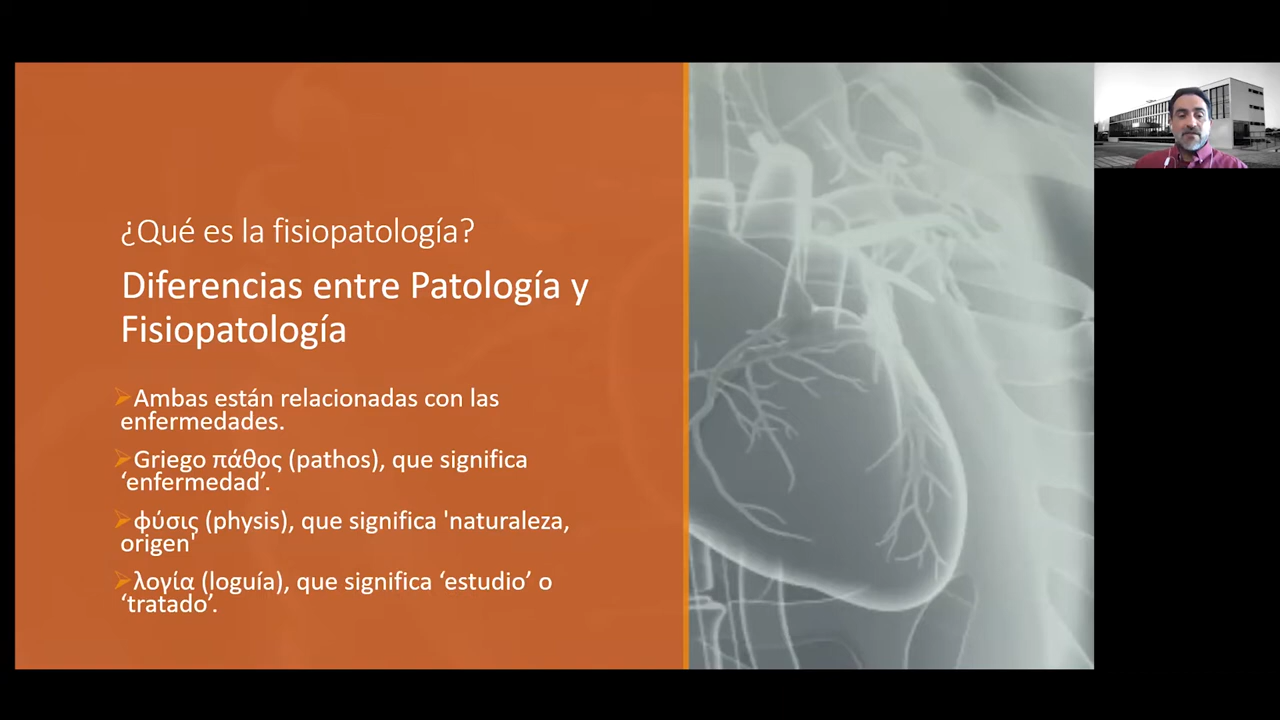 ¿Qué es la fisiopatología?
Diferencias entre Patología y
Fisiopatología
Ambas están relacionadas con las
enfermedades.
Griego πάθος (pathos), que significa
‘enfermedad’.
φύσις (physis), que significa 'naturaleza,
origen'
λογία (loguía), que significa ‘estudio’ o
‘tratado’.